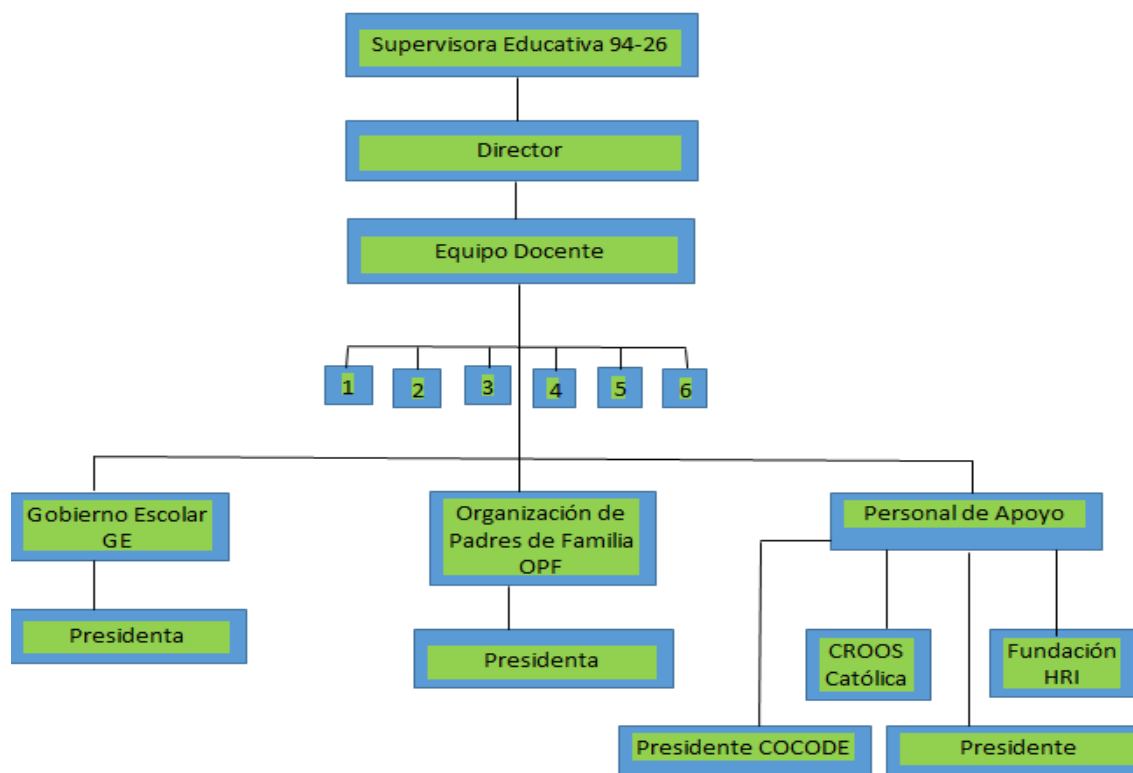 Supervisora Educativa 94-26
Director
Equipo Docente
1
2
3
4
5
6
Gobierno Escolar
GE
Organización de
Padres de Familia
OPF
Personal de Apoyo
Presidenta
Presidenta
CROOS
Católica
Fundación
HRI
Presidente COCODE
Presidente